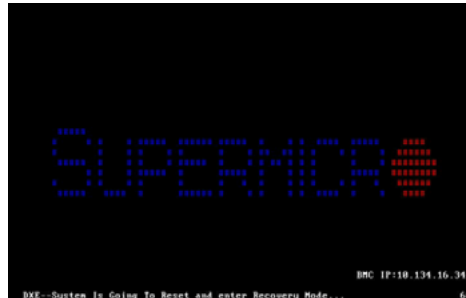 SUPERMICRO
BMC IP:10.134.16.34
DXE--System Is Going To Reset and enter Recovery Mode...